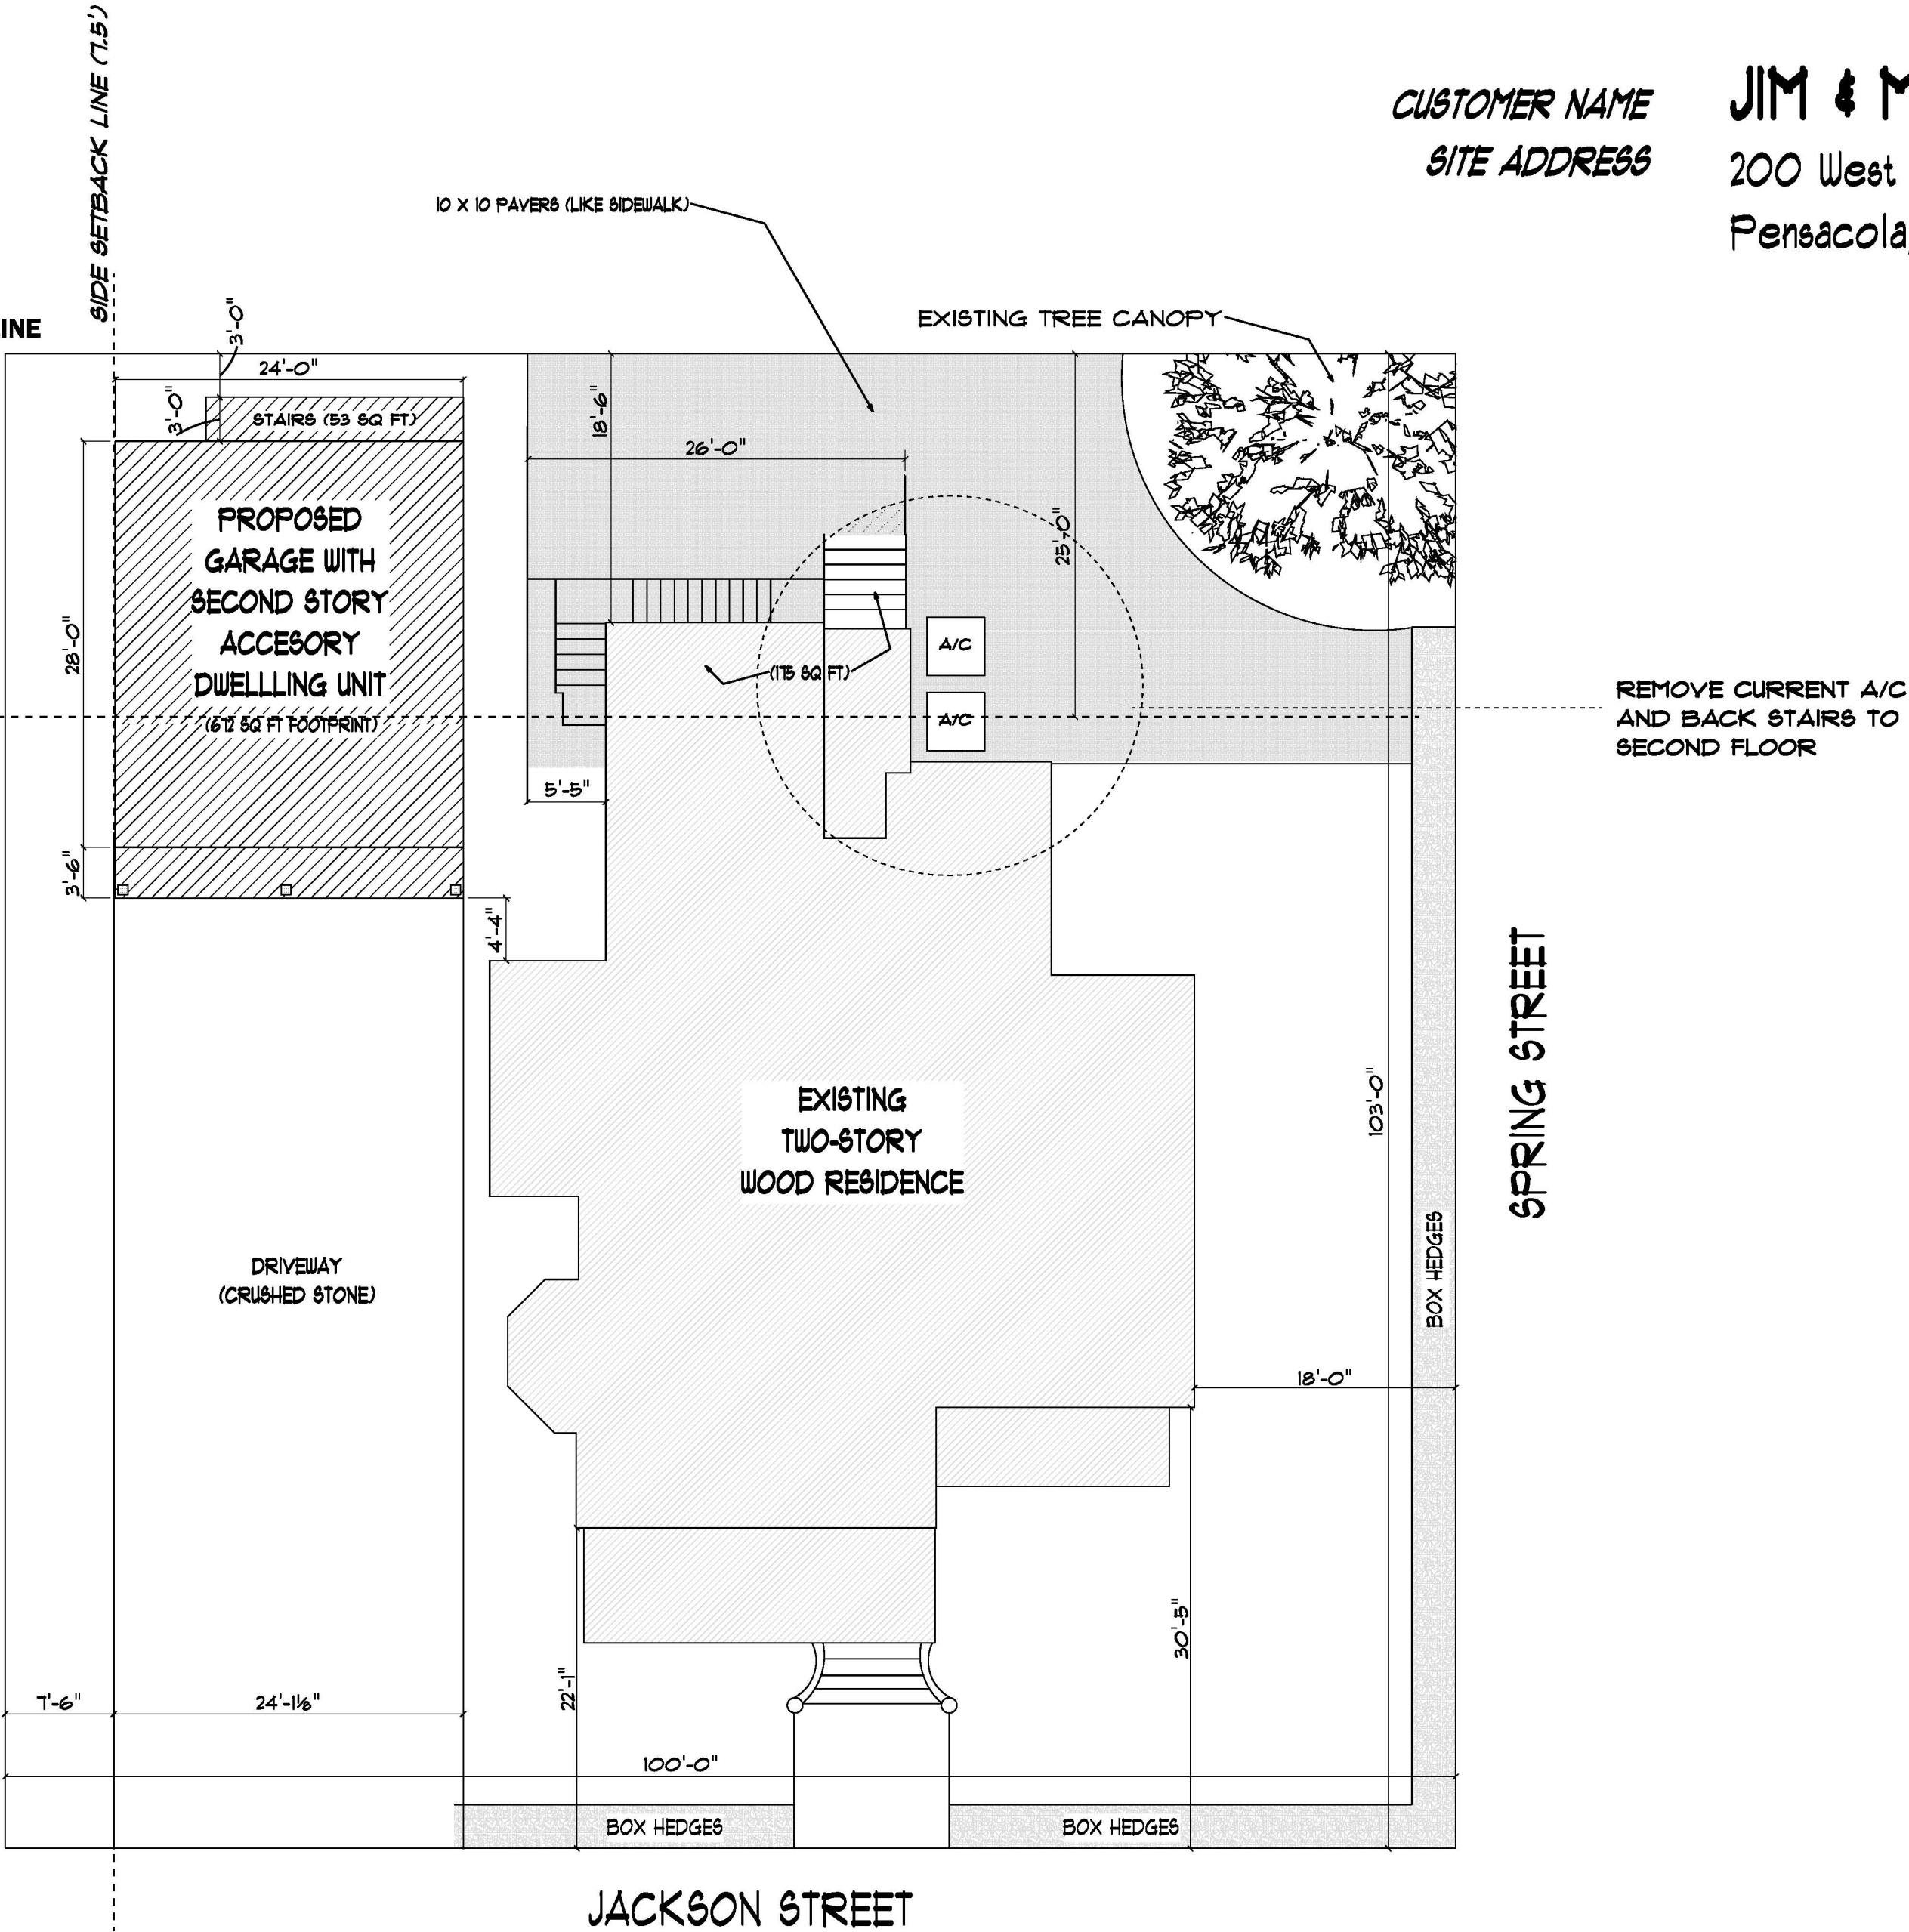 SIDE SETBACK LINE (7.5')
CUSTOMER NAME
JIM & M
SITE ADDRESS
200 West
Pensacola,
10 X 10 PAVERS (LIKE SIDEWALK)
EXISTING TREE CANOPY
INE
3'-0"
24'-0"
3'-0"
STAIRS (53 SQ FT)
18'-6"
26'-0"
25'-0"
PROPOSED
GARAGE WITH
SECOND STORY
ACCESORY
DWELLLING UNIT
(672 SQ FT FOOTPRINT)
28'-0"
A/C
(175 SQ FT)
A/C
REMOVE CURRENT A/C
AND BACK STAIRS TO
SECOND FLOOR
5'-5"
3'-6"
4'-4"
SPRING STREET
EXISTING
TWO-STORY
WOOD RESIDENCE
103'-0"
BOX HEDGES
DRIVEWAY
(CRUSHED STONE)
18'-0"
30'-5"
22'-1"
7'-6"
24'-1⅛"
100'-0"
BOX HEDGES
BOX HEDGES
JACKSON STREET